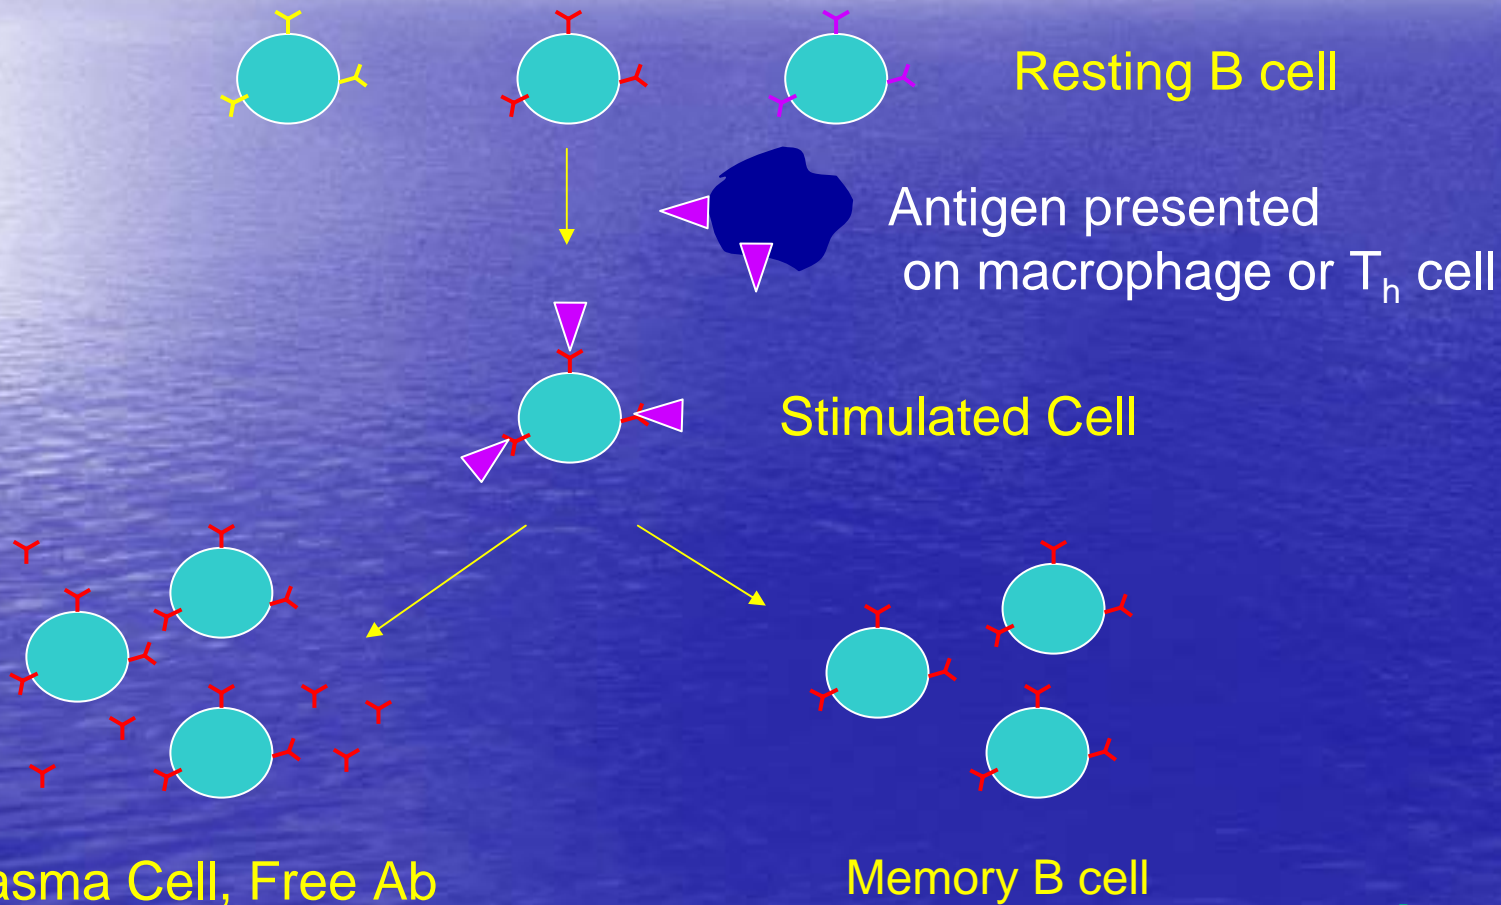 Resting B cell
Antigen presented
on macrophage or Th cell
Stimulated Cell
asma Cell, Free Ab
Memory B cell